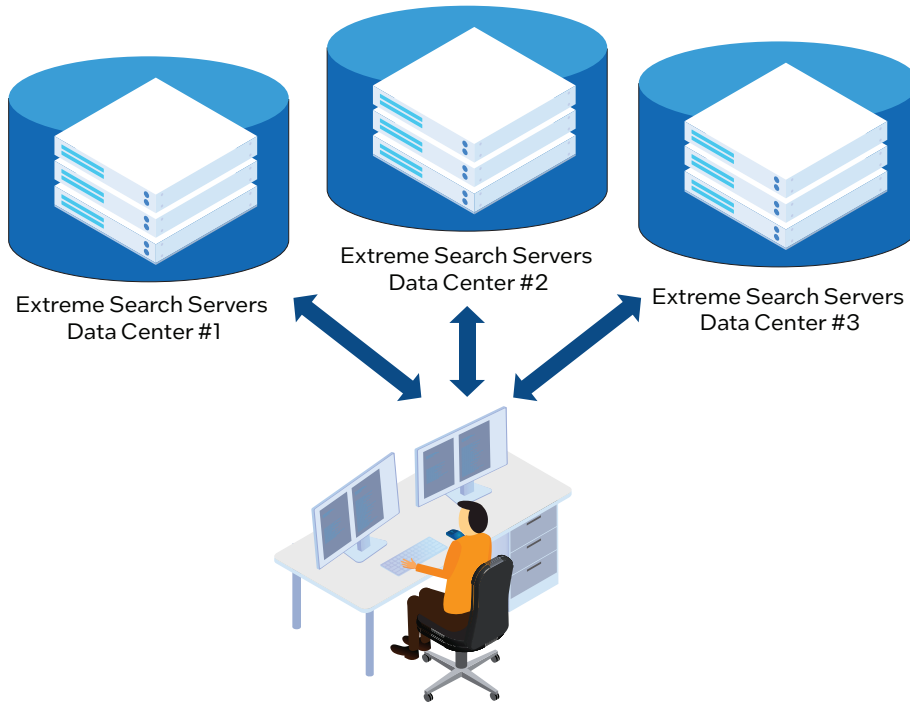 Extreme Search Servers
Data Center #1
Extreme Search Servers
Data Center #2
Extreme Search Servers
Data Center #3